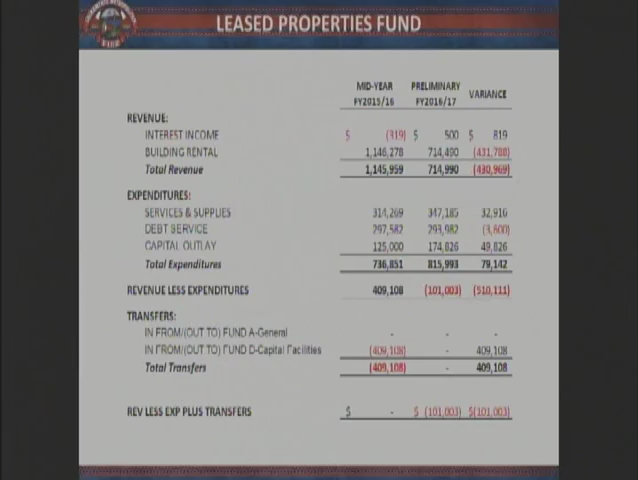 LEASED PROPERTIES FUND
MID-YEAR PRELIMINARY
FY2015/16 FY2016/17 VARIANCE
REVENUE:
INTEREST INCOME $ (319) $ 500 $ 819
BUILDING RENTAL 1,146,278 714,490 (431,788)
Total Revenue 1,145,959 714,990 (430,969)
EXPENDITURES:
SERVICES & SUPPLIES 314,269 347,185 32,916
DEBT SERVICE 297,582 293,982 (3,600)
CAPITAL OUTLAY 125,000 174,826 49,826
Total Expenditures 736,851 815,993 79,142
REVENUE LESS EXPENDITURES 409,108 (101,003) (510,111)
TRANSFERS:
IN FROM/(OUT TO) FUND A-General - - -
IN FROM/(OUT TO) FUND D-Capital Facilities (409,108) - 409,108
Total Transfers (409,108) - 409,108
REV LESS EXP PLUS TRANSFERS $ - $ (101,003) $(101,003)